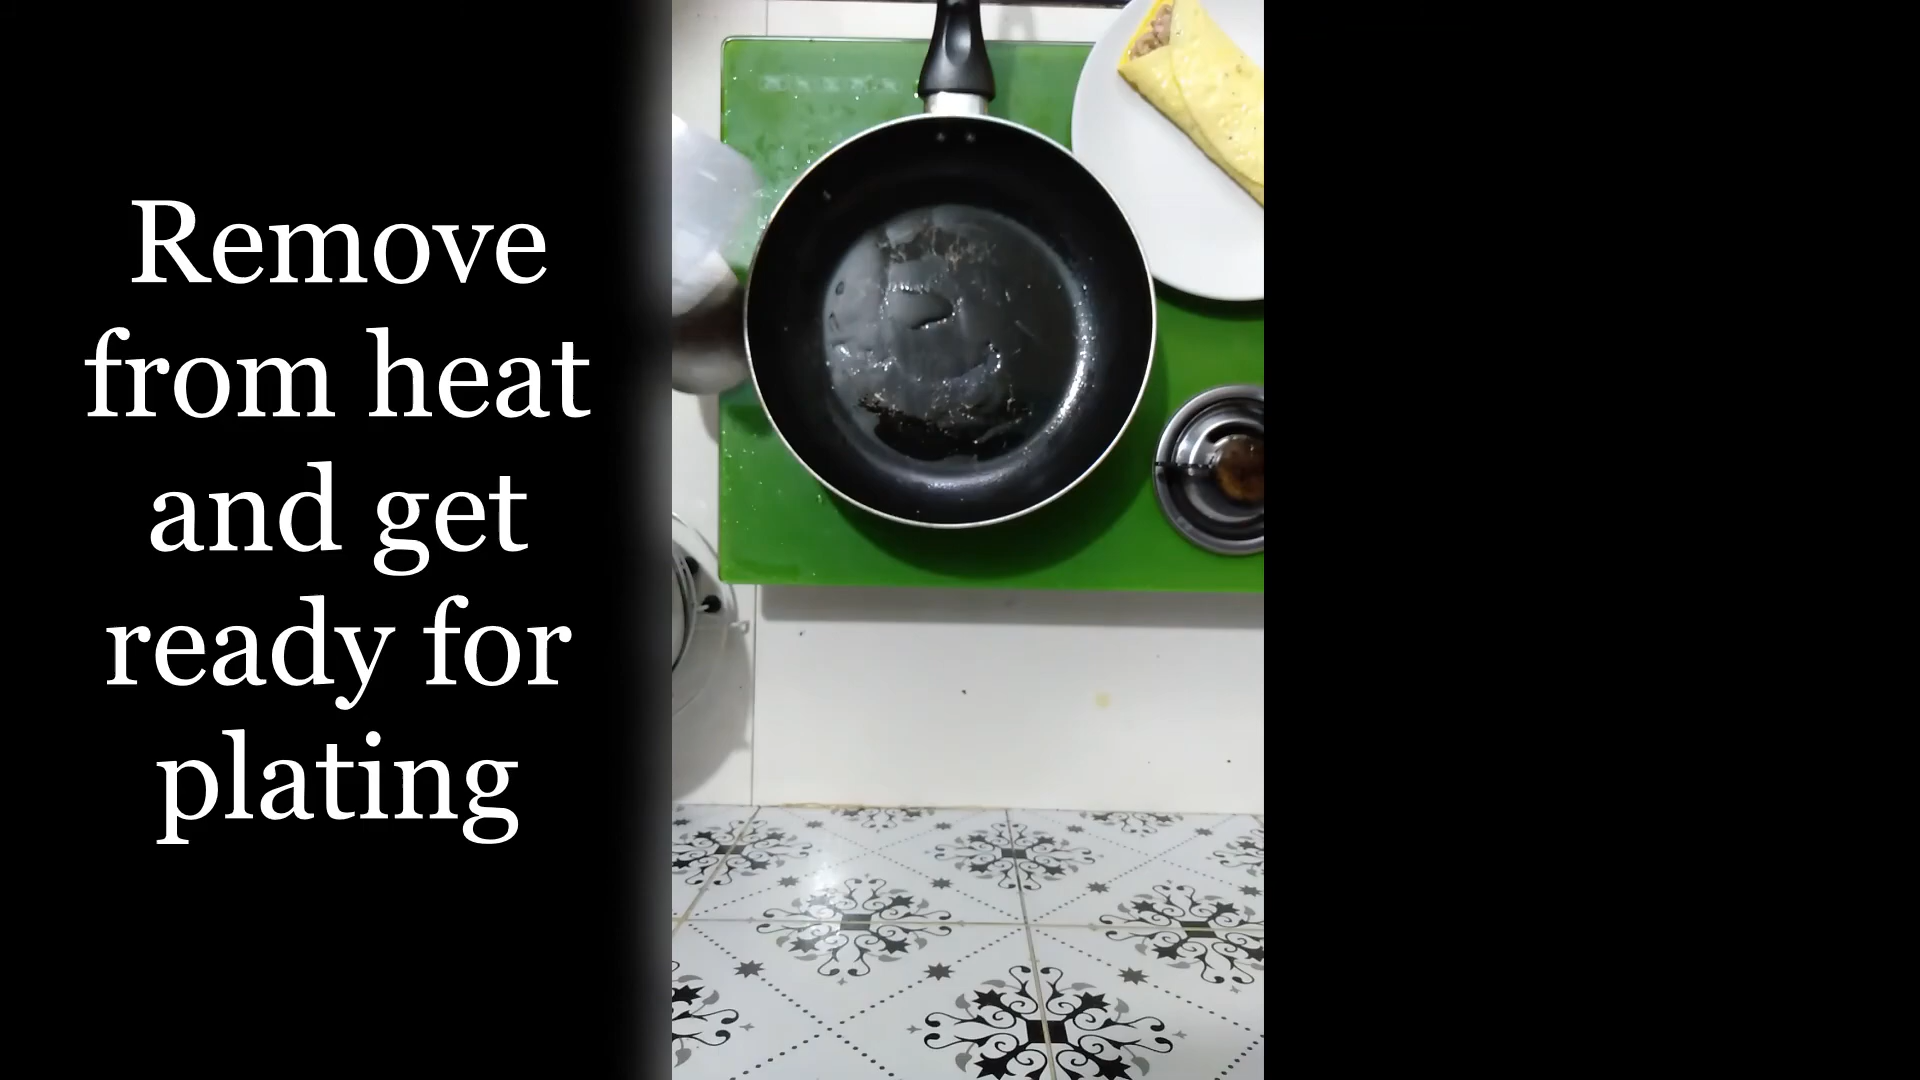 Remove
from heat
and get
ready for
plating